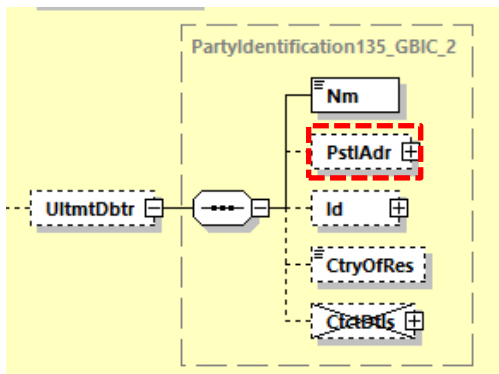 PartyIdentification135_GBIC_2
Nm
PstlAdr
UltmtDbtr
Id
CtryOfRes
CtctDtls